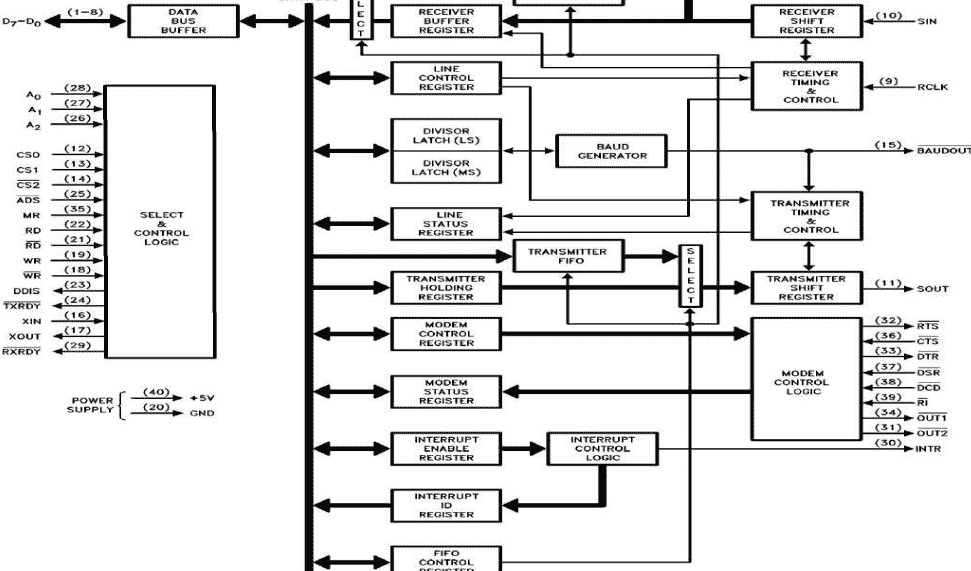 D7-D0
(1-8)
DATA
BUS
BUFFER
LECT
RECEIVER
BUFFER
REGISTER
RECEIVER
SHIFT
REGISTER
(10)
SIN
LINE
CONTROL
REGISTER
RECEIVER
TIMING
&
CONTROL
(9)
RCLK
A0
(28)
A1
(27)
A2
(26)
CS0
(12)
CS1
(13)
CS2
(14)
ADS
(25)
MR
(35)
RD
(22)
RD
(21)
WR
(19)
WR
(18)
DDIS
(23)
TXRDY
(24)
XIN
(16)
XOUT
(17)
RXRDY
(29)
SELECT
&
CONTROL
LOGIC
DIVISOR
LATCH (LS)
DIVISOR
LATCH (MS)
BAUD
GENERATOR
(15)
BAUDOUT
LINE
STATUS
REGISTER
TRANSMITTER
TIMING
&
CONTROL
TRANSMITTER
FIFO
SELECT
TRANSMITTER
HOLDING
REGISTER
TRANSMITTER
SHIFT
REGISTER
(11)
SOUT
MODEM
CONTROL
REGISTER
MODEM
CONTROL
LOGIC
(32)
RTS
(36)
CTS
(33)
DTR
(37)
DSR
(38)
DCD
(39)
RI
(34)
OUT1
(31)
OUT2
(30)
INTR
POWER
SUPPLY
(40)
+5V
(20)
GND
MODEM
STATUS
REGISTER
INTERRUPT
ENABLE
REGISTER
INTERRUPT
CONTROL
LOGIC
INTERRUPT
ID
REGISTER
FIFO
CONTROL
REGISTER